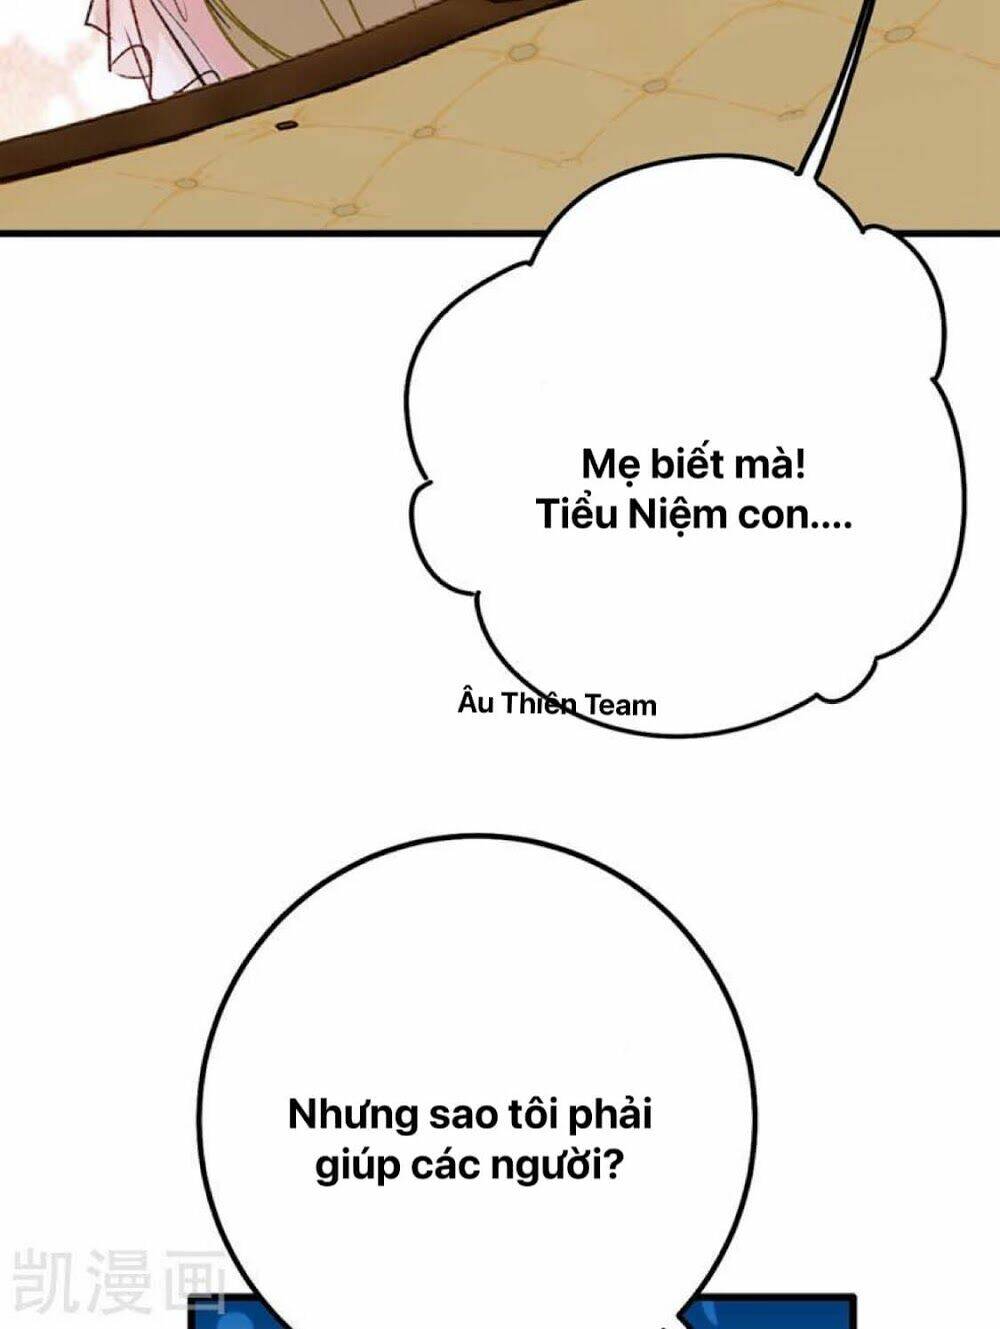 Mẹ biết mà!
Tiểu Niệm con....
Âu Thiên Team
Nhưng sao tôi phải
giúp các người?
凯漫画